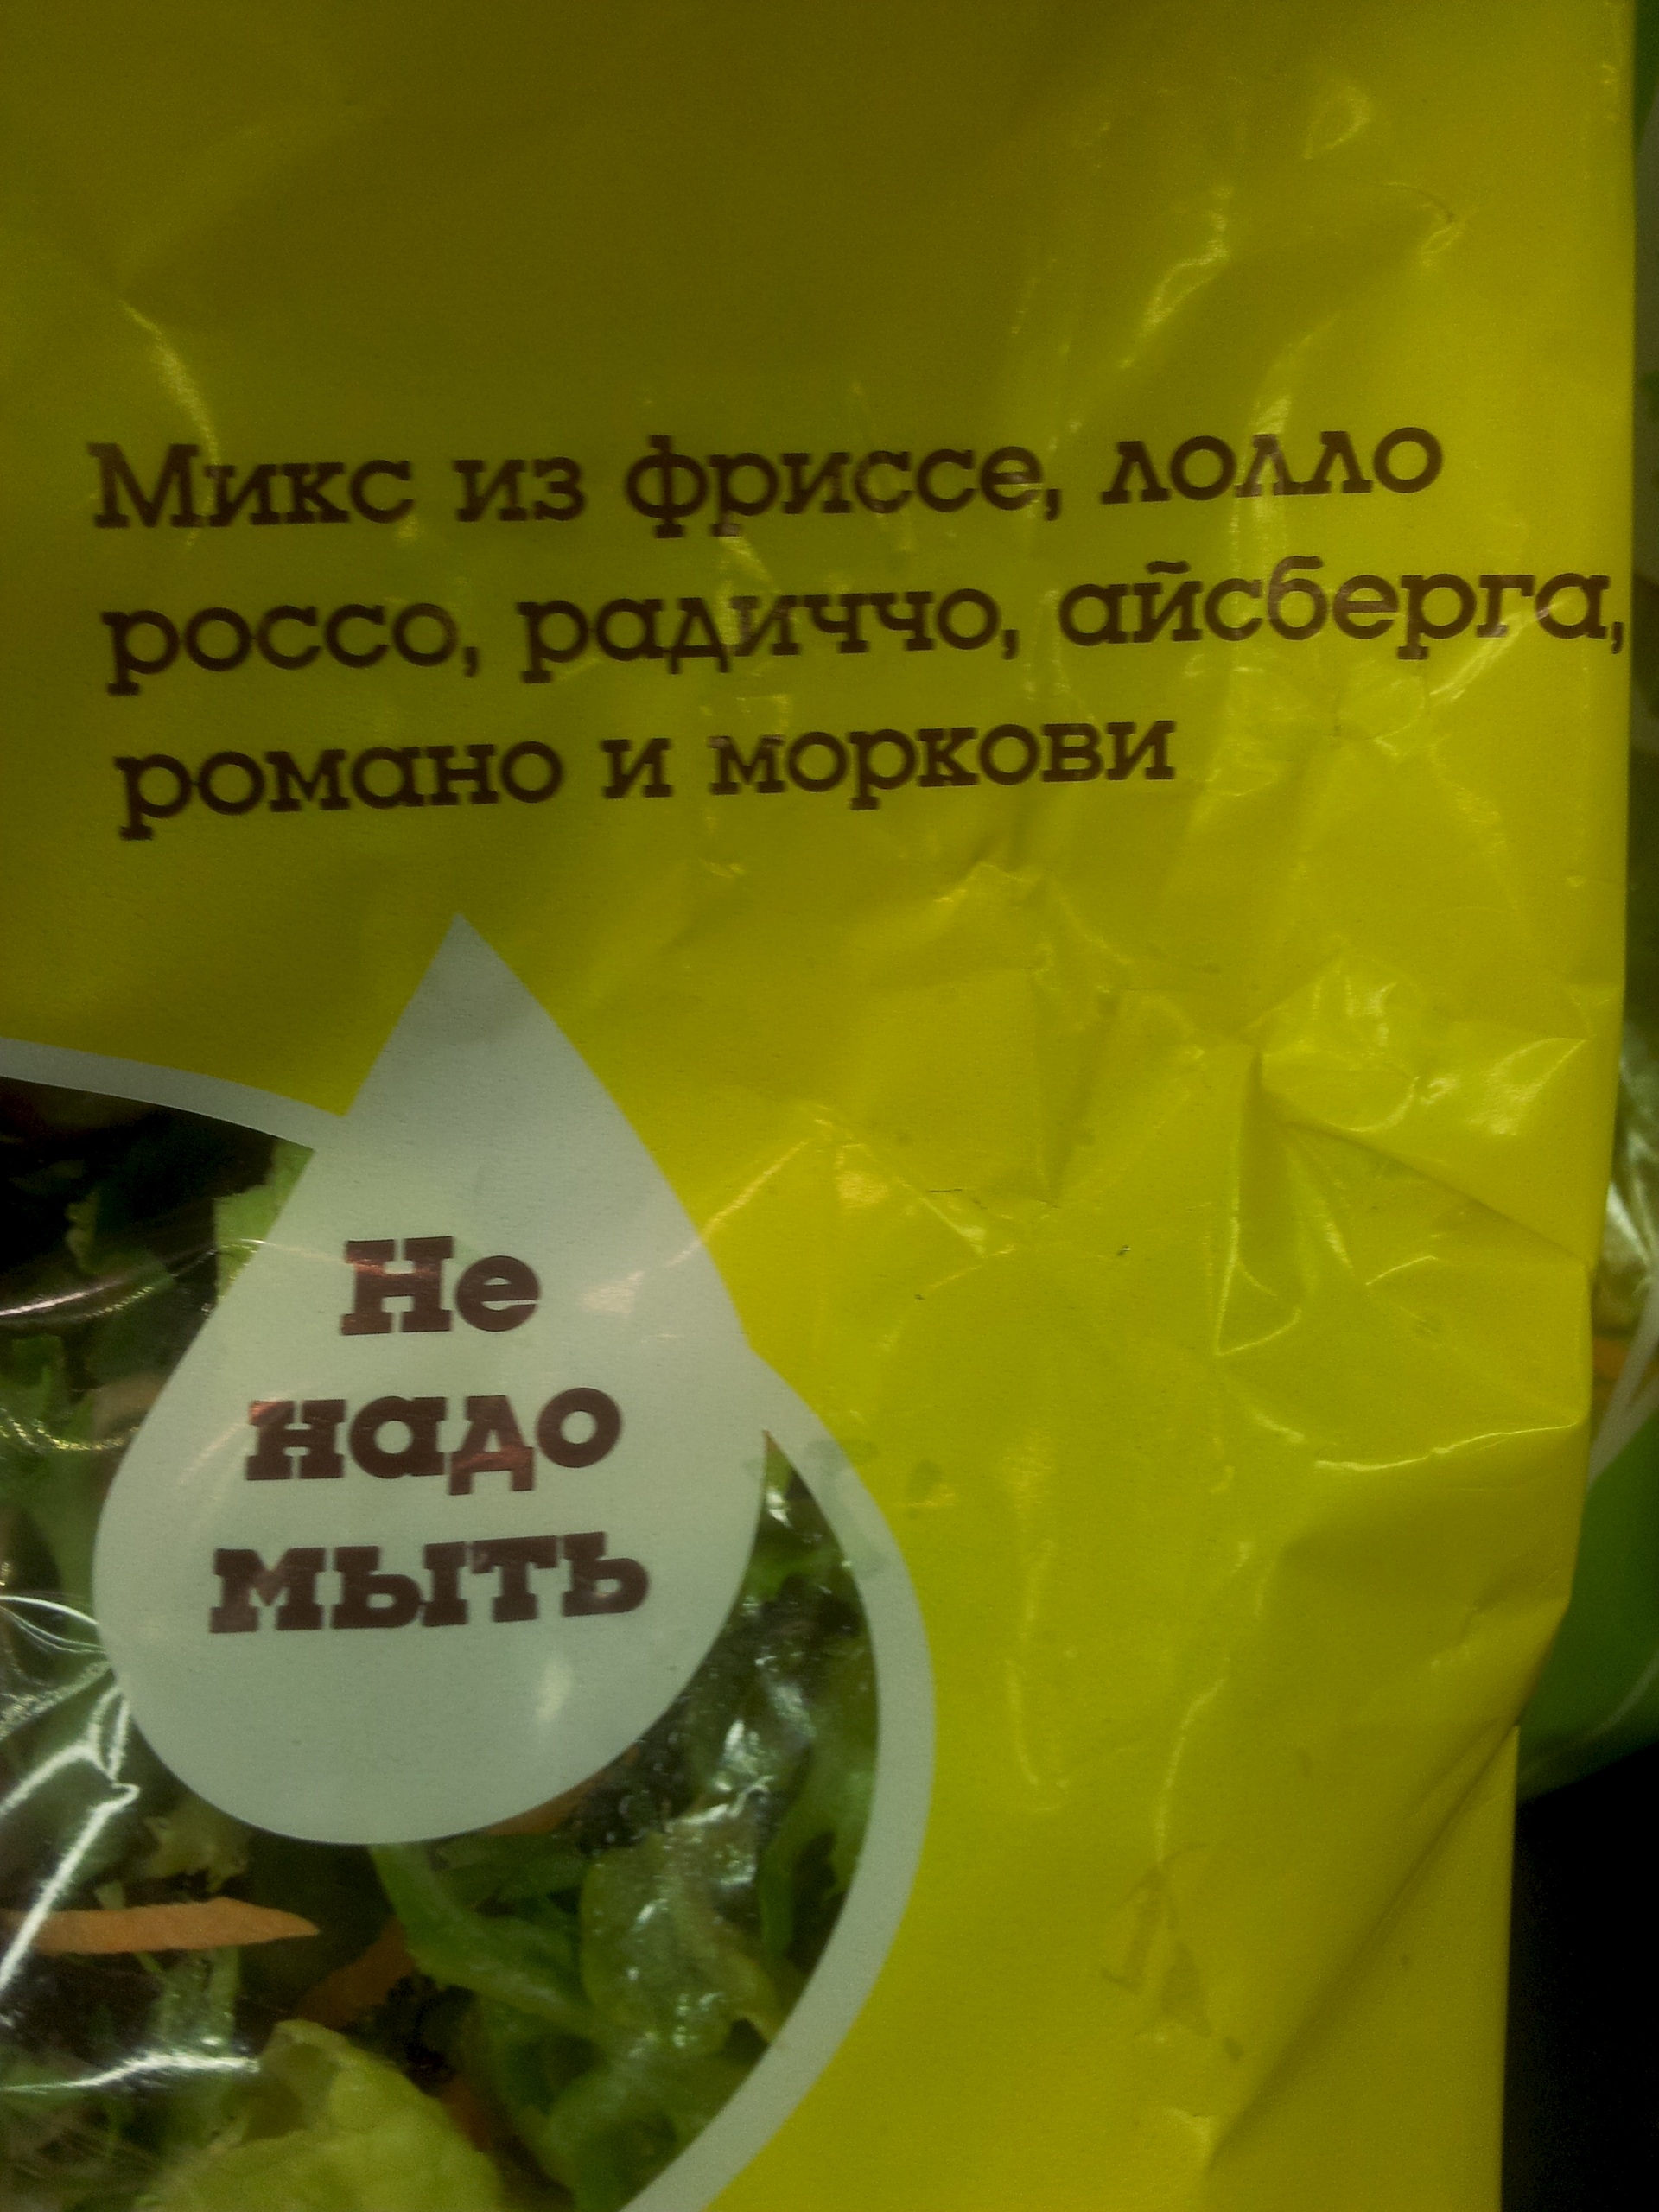 Микс из фриссе, лолло
россо, радиччо, айсберга,
романо и моркови
Не
надо
мыть